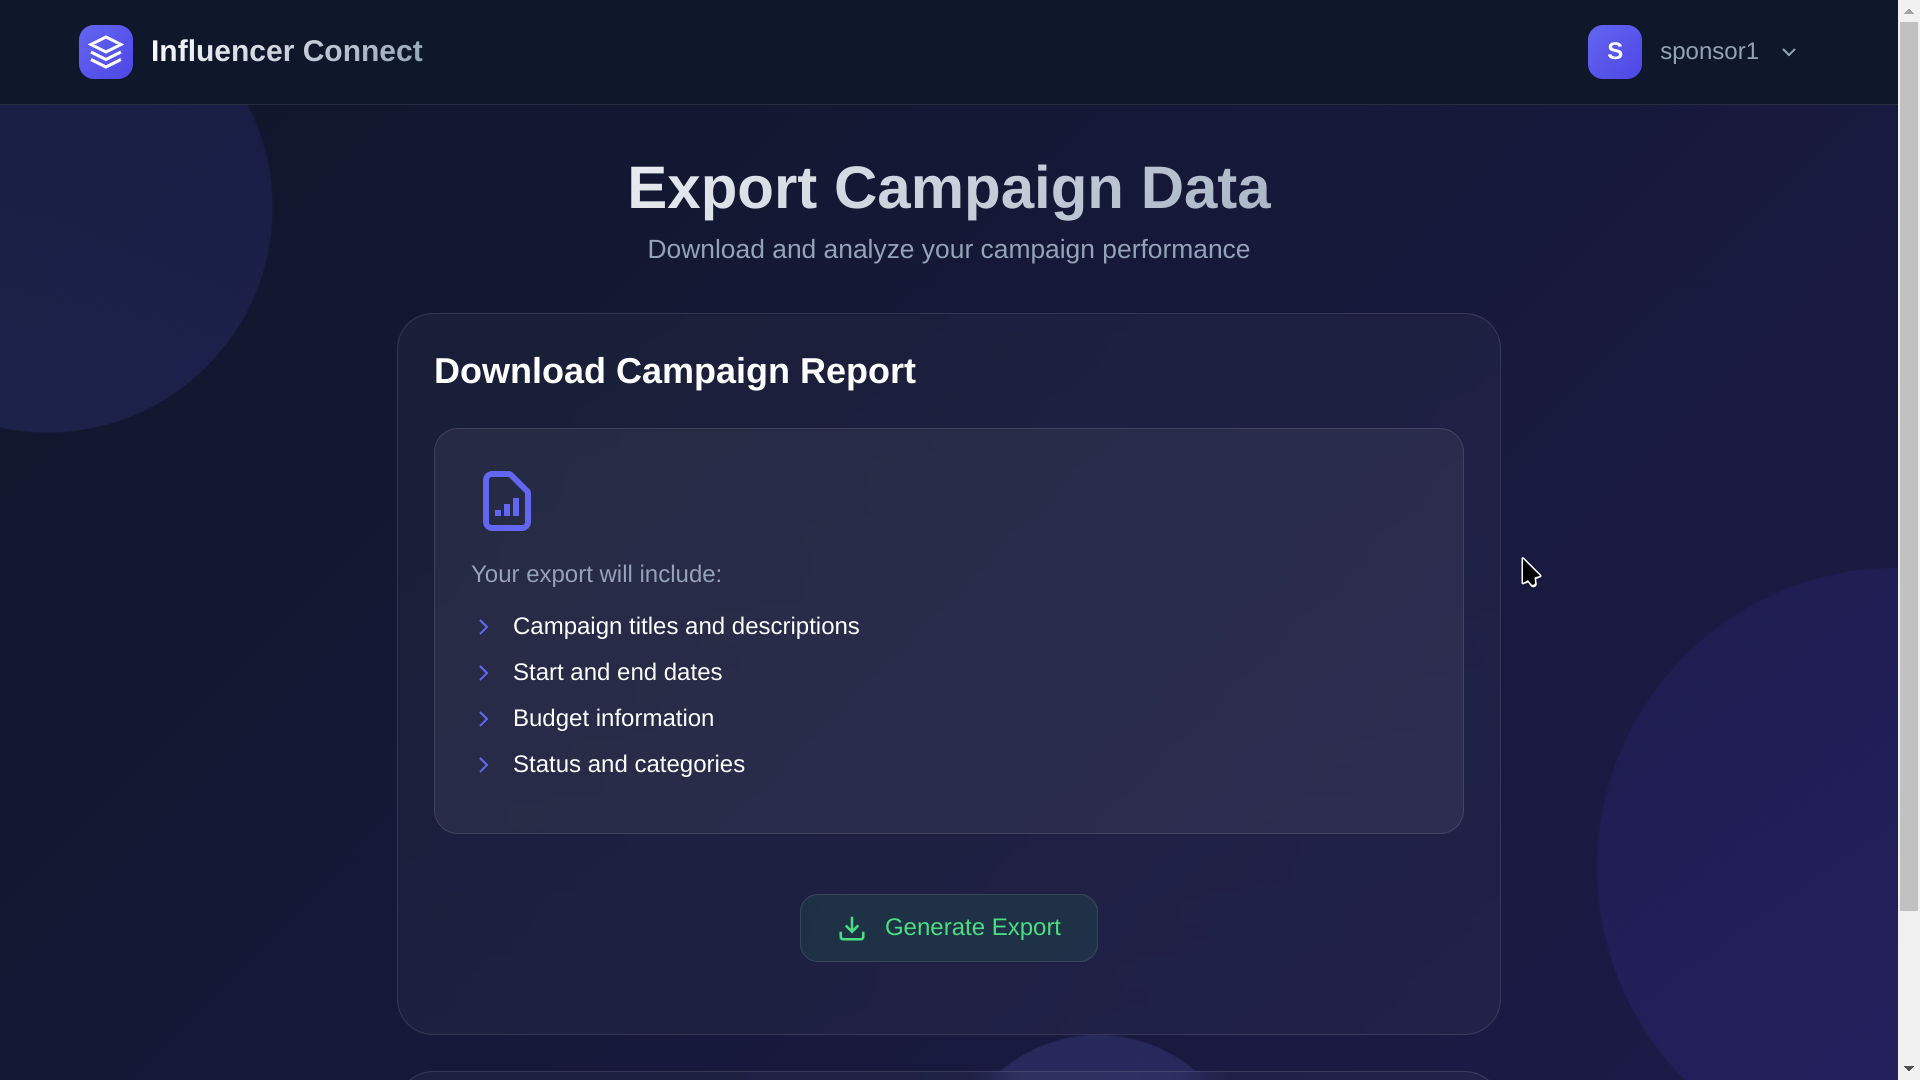 Influencer Connect
S sponsor1
Export Campaign Data
Download and analyze your campaign performance
Download Campaign Report
Your export will include:
Campaign titles and descriptions
Start and end dates
Budget information
Status and categories
Generate Export